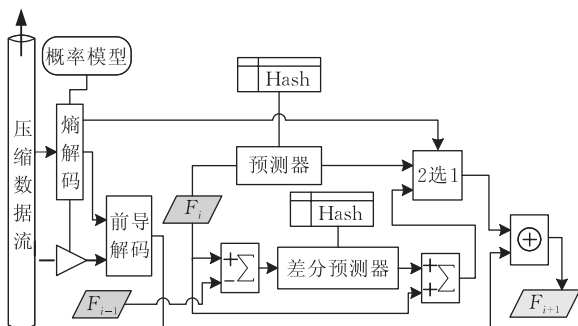 概率模型
压缩数据流
熵解码
Hash
预测器
2选1
F_i
Hash
前导
解码
+
−
Σ
差分预测器
+
+
Σ
⊕
F_{i−1}
F_{i+1}